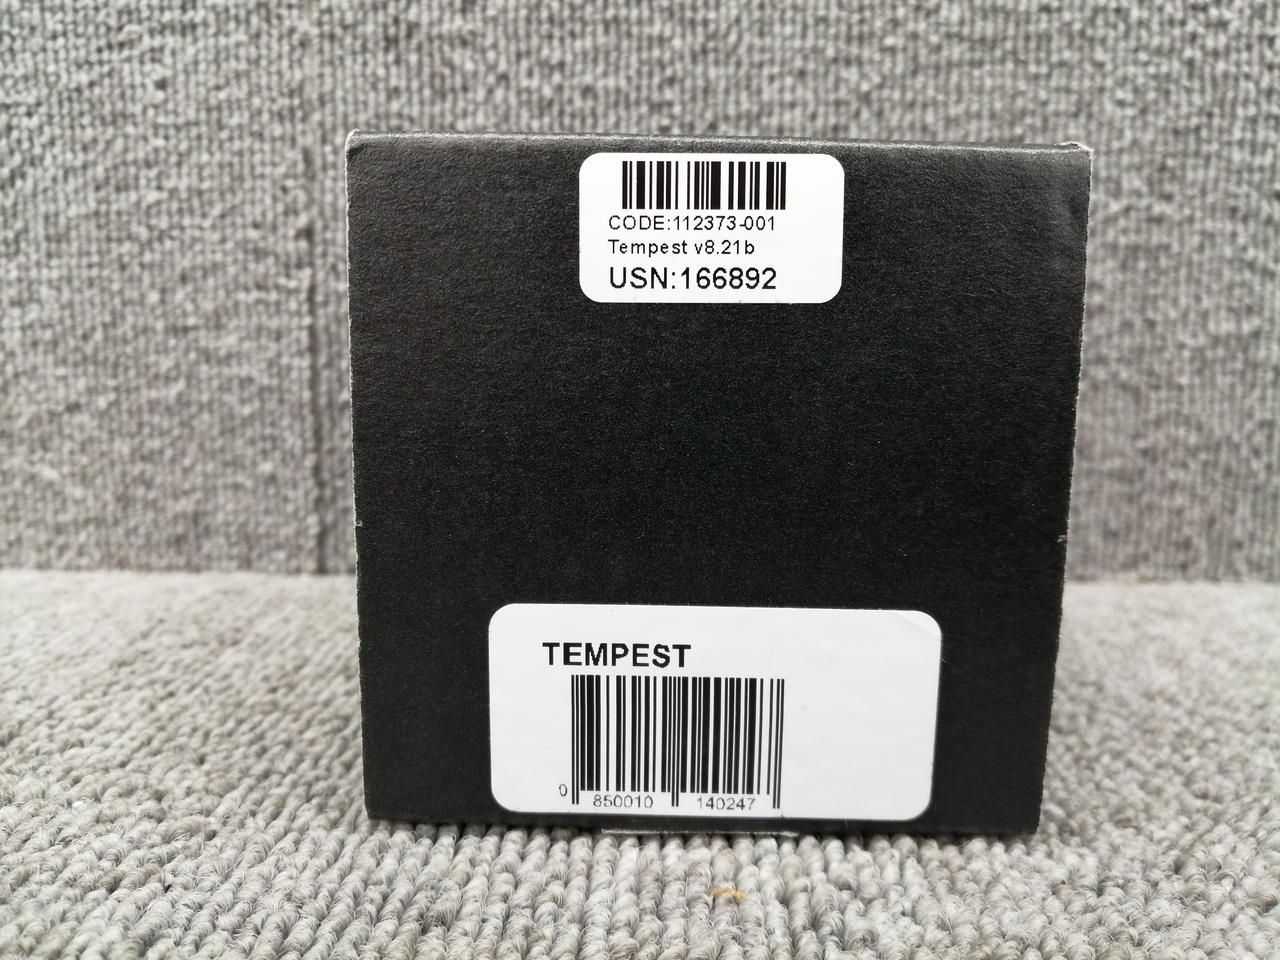 CODE:112373-001
Tempest v8.21b
USN:166892
TEMPEST
0 850010 140247